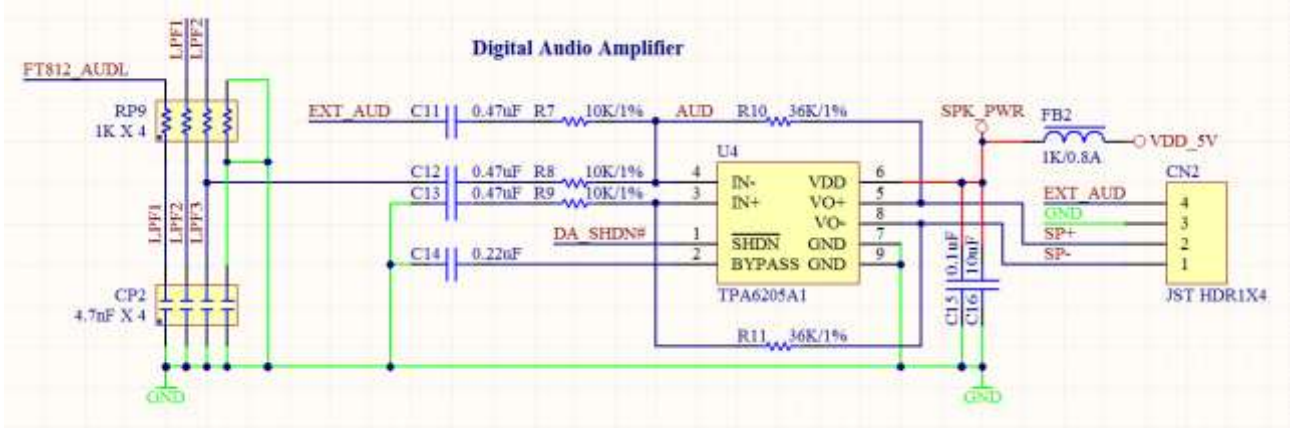 Digital Audio Amplifier
LPF1
LPF2
FT812_AUDL
RP9
1K X 4
LPF1
LPF2
LPF3
CP2
4.7nF X 4
GND
EXT_AUD
C11
0.47uF
R7
10K/1%
AUD
R10
36K/1%
C12
0.47uF
R8
10K/1%
C13
0.47uF
R9
10K/1%
DA_SHDN#
C14
0.22uF
U4
4
IN-
VDD
6
3
IN+
VO+
5
VO-
8
1
SHDN
GND
7
2
BYPASS
GND
9
TPA6205A1
R11
36K/1%
SPK_PWR
FB2
1K/0.8A
VDD_5V
C15
0.1uF
C16
10uF
GND
CN2
EXT_AUD
4
GND
3
SP+
2
SP-
1
JST HDR1X4